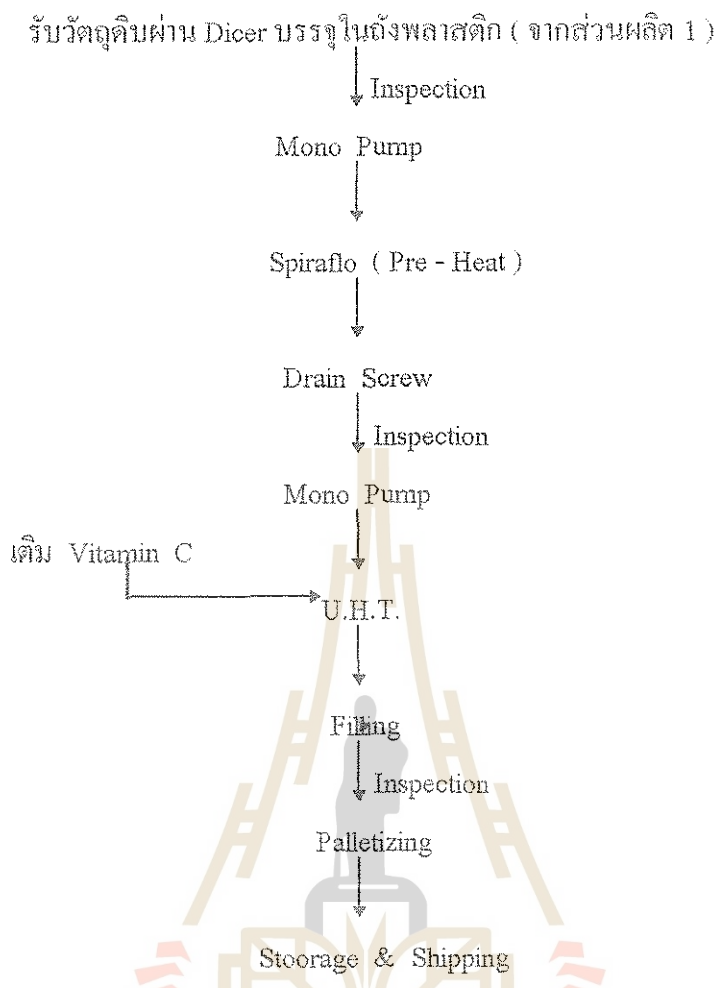 รับวัตถุดิบผ่าน Dicer บรรจุในถังพลาสติก ( จากส่วนผลิต 1 )
Inspection
Mono Pump
Spiraflo ( Pre - Heat )
Drain Screw
Inspection
Mono Pump
เติม Vitamin C
U.H.T.
Filling
Inspection
Palletizing
Stoorage & Shipping